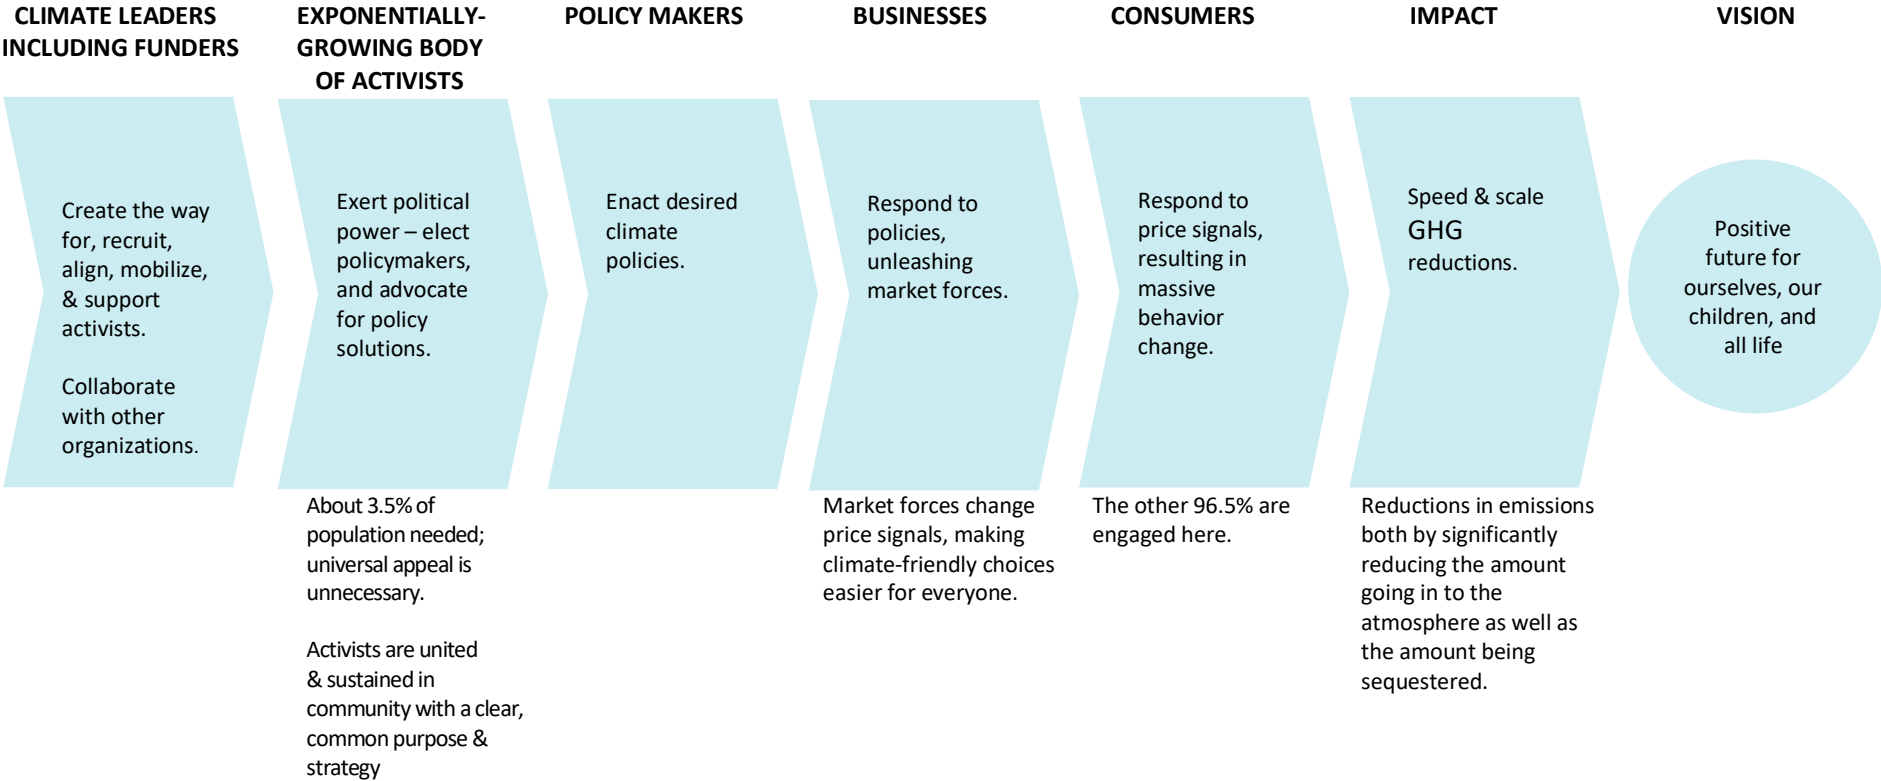 CLIMATE LEADERS
INCLUDING FUNDERS
EXPONENTIALLY-
GROWING BODY
OF ACTIVISTS
POLICY MAKERS
BUSINESSES
CONSUMERS
IMPACT
VISION
Create the way
for, recruit,
align, mobilize,
& support
activists.
Collaborate
with other
organizations.
Exert political
power – elect
policymakers,
and advocate
for policy
solutions.
Enact desired
climate
policies.
Respond to
policies,
unleashing
market forces.
Respond to
price signals,
resulting in
massive
behavior
change.
Speed & scale
GHG
reductions.
Positive
future for
ourselves, our
children, and
all life
About 3.5% of
population needed;
universal appeal is
unnecessary.
Activists are united
& sustained in
community with a clear,
common purpose &
strategy
Market forces change
price signals, making
climate-friendly choices
easier for everyone.
The other 96.5% are
engaged here.
Reductions in emissions
both by significantly
reducing the amount
going in to the
atmosphere as well as
the amount being
sequestered.